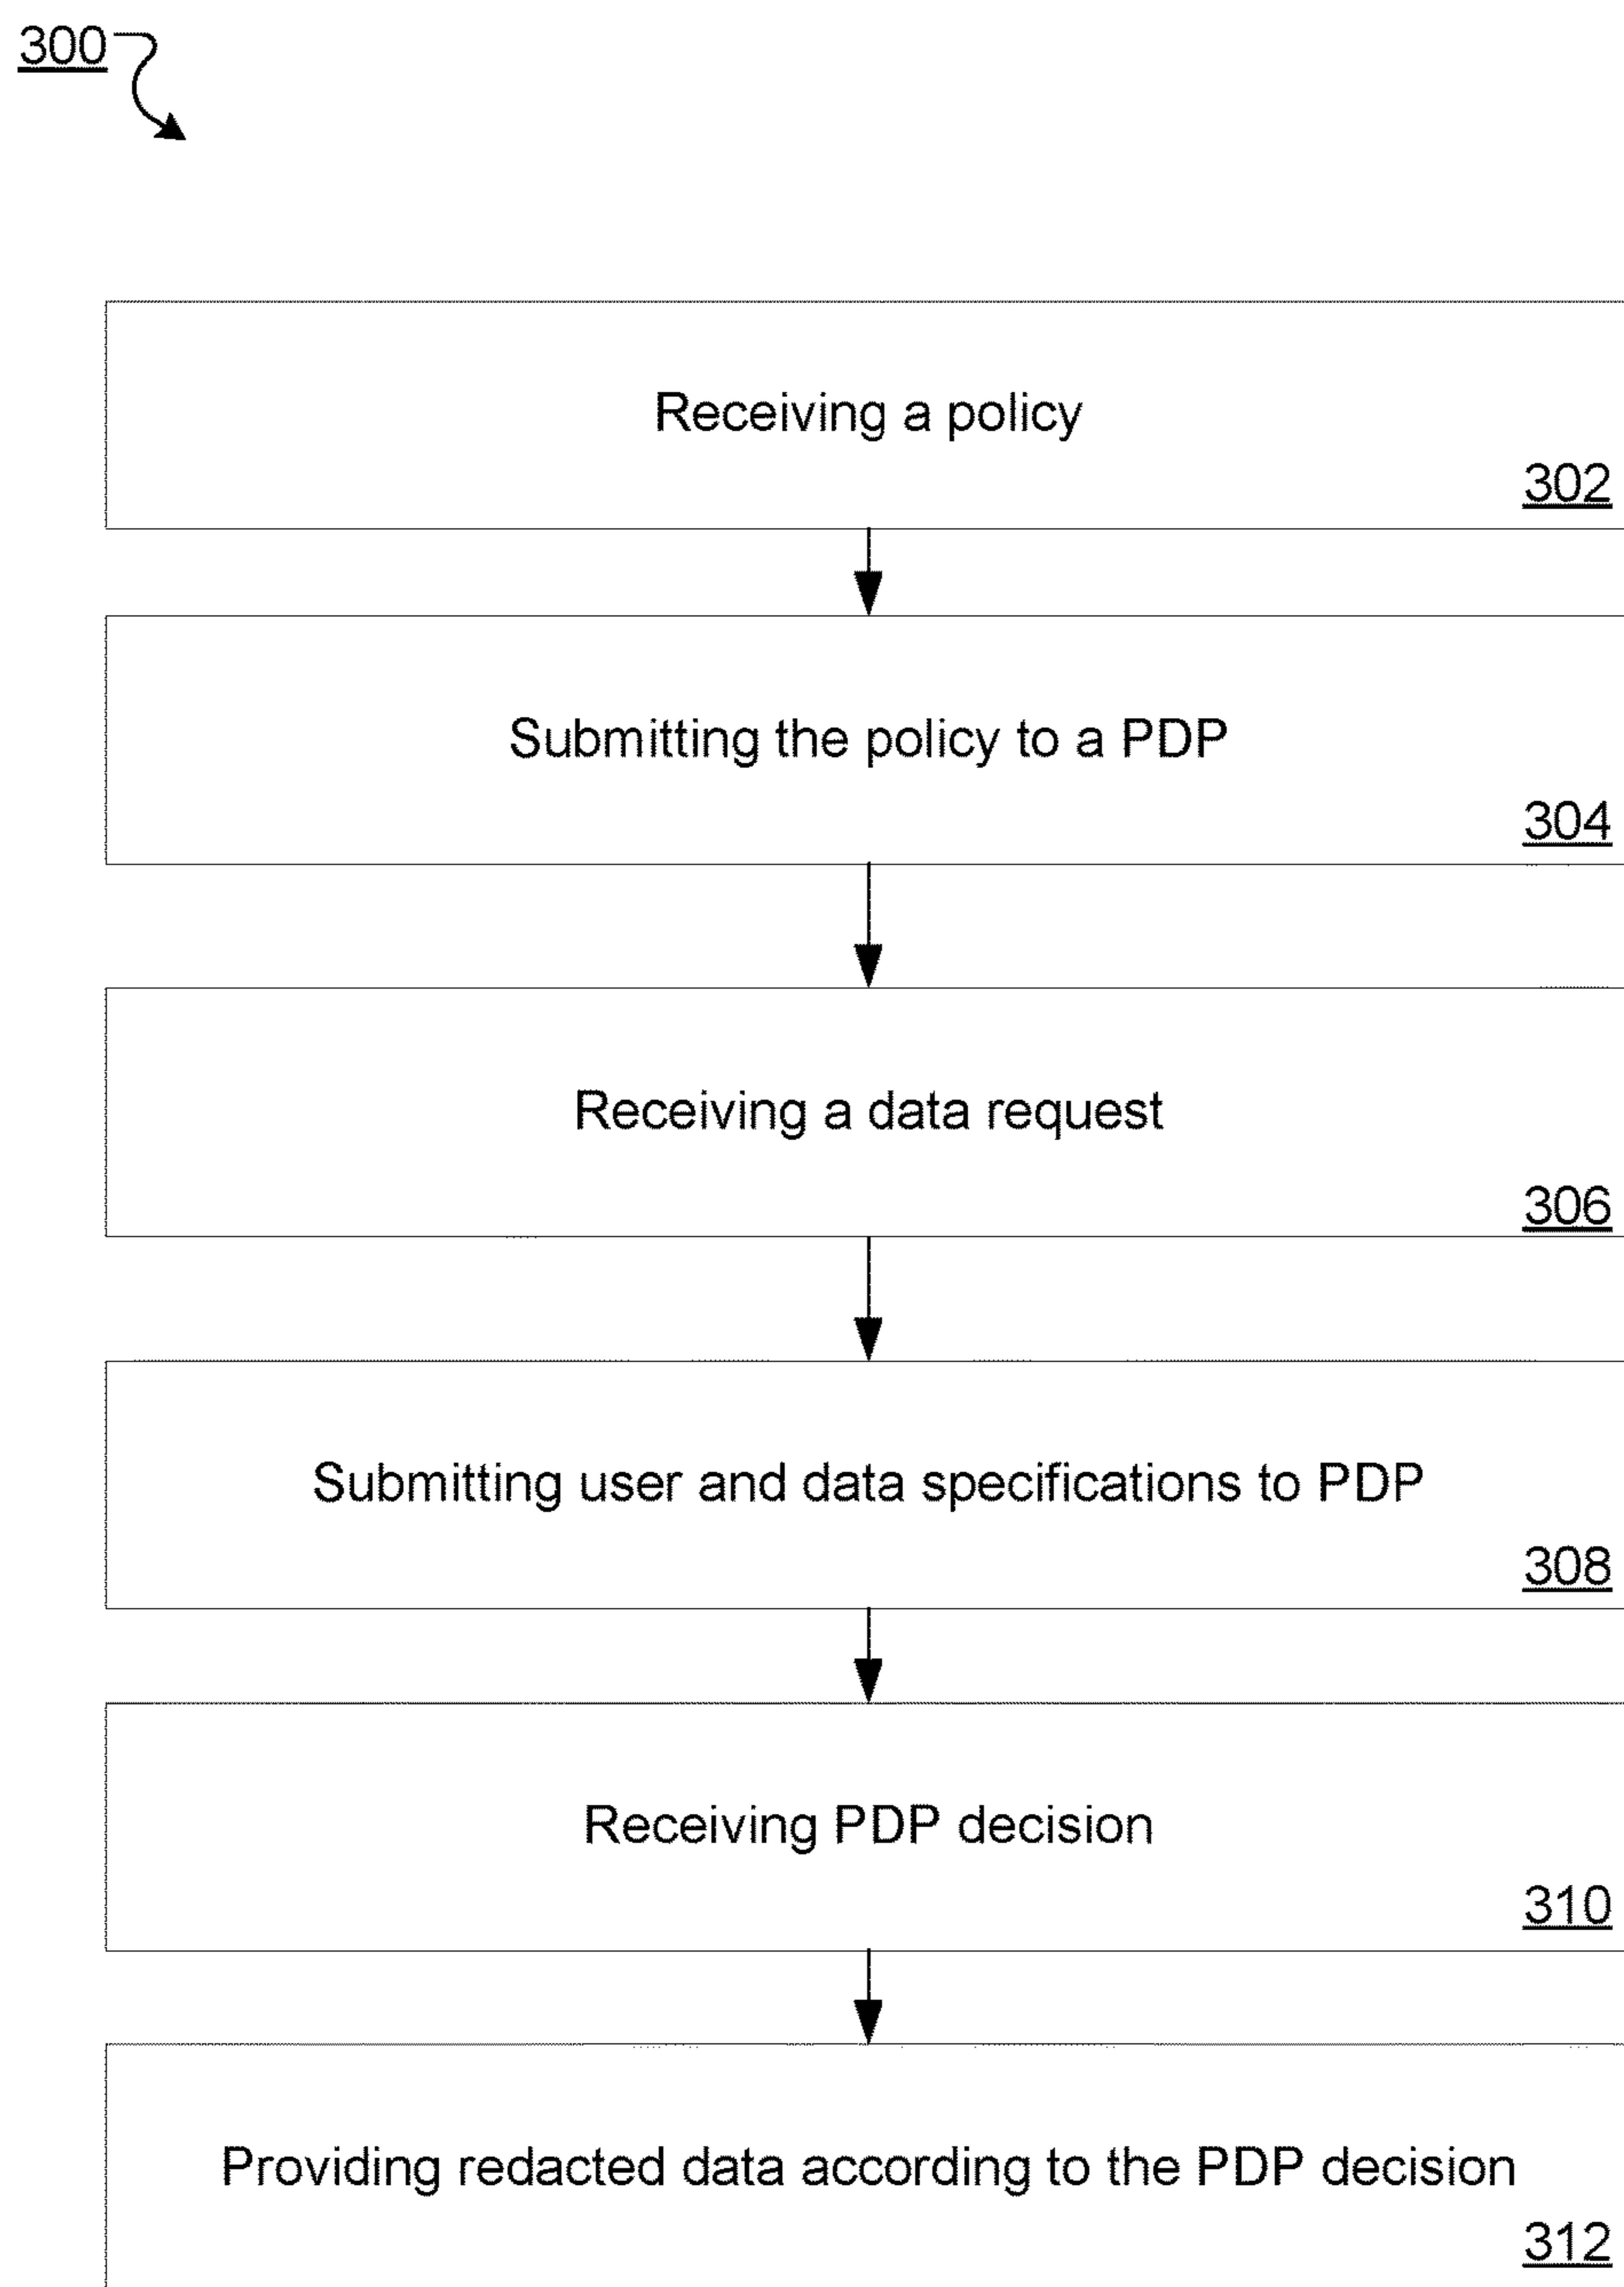 300
Receiving a policy
302
Submitting the policy to a PDP
304
Receiving a data request
306
Submitting user and data specifications to PDP
308
Receiving PDP decision
310
Providing redacted data according to the PDP decision
312